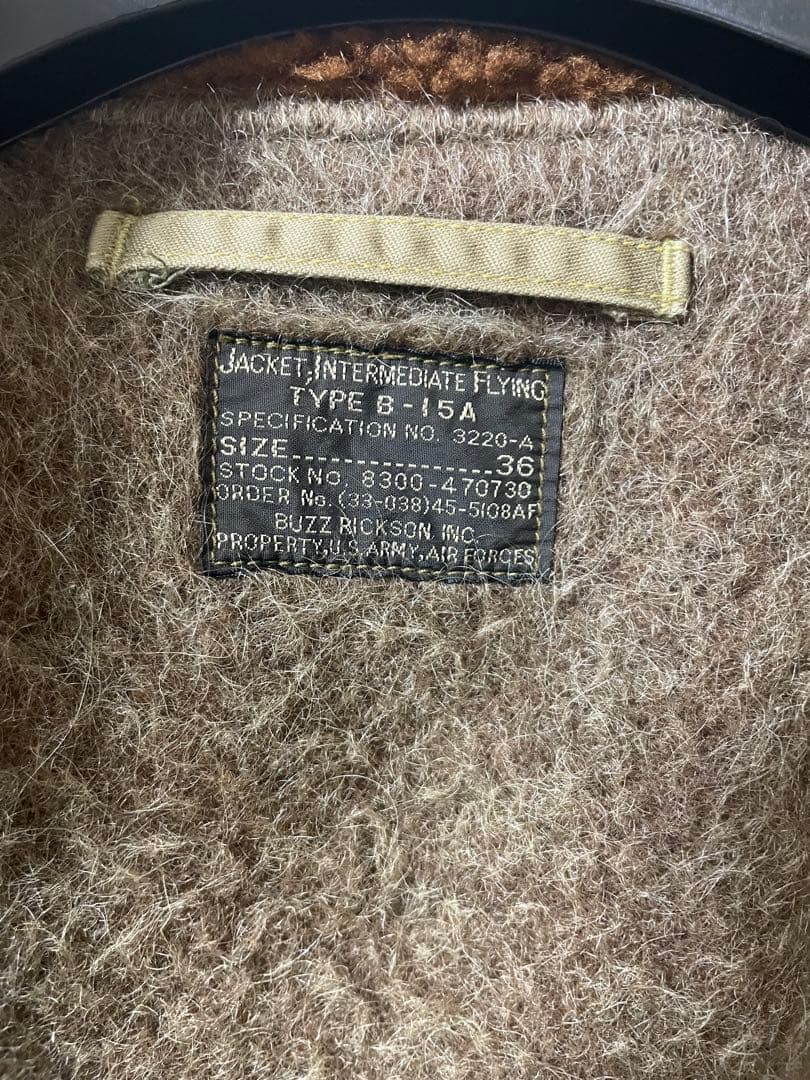 JACKET, INTERMEDIATE FLYING
TYPE B-15A
SPECIFICATION NO. 3220-A
SIZE................36
STOCK No. 8300-470730
ORDER No. (33-038)45-5108AF
BUZZ RICKSON, INC.
PROPERTY, U.S. ARMY, AIR FORCES